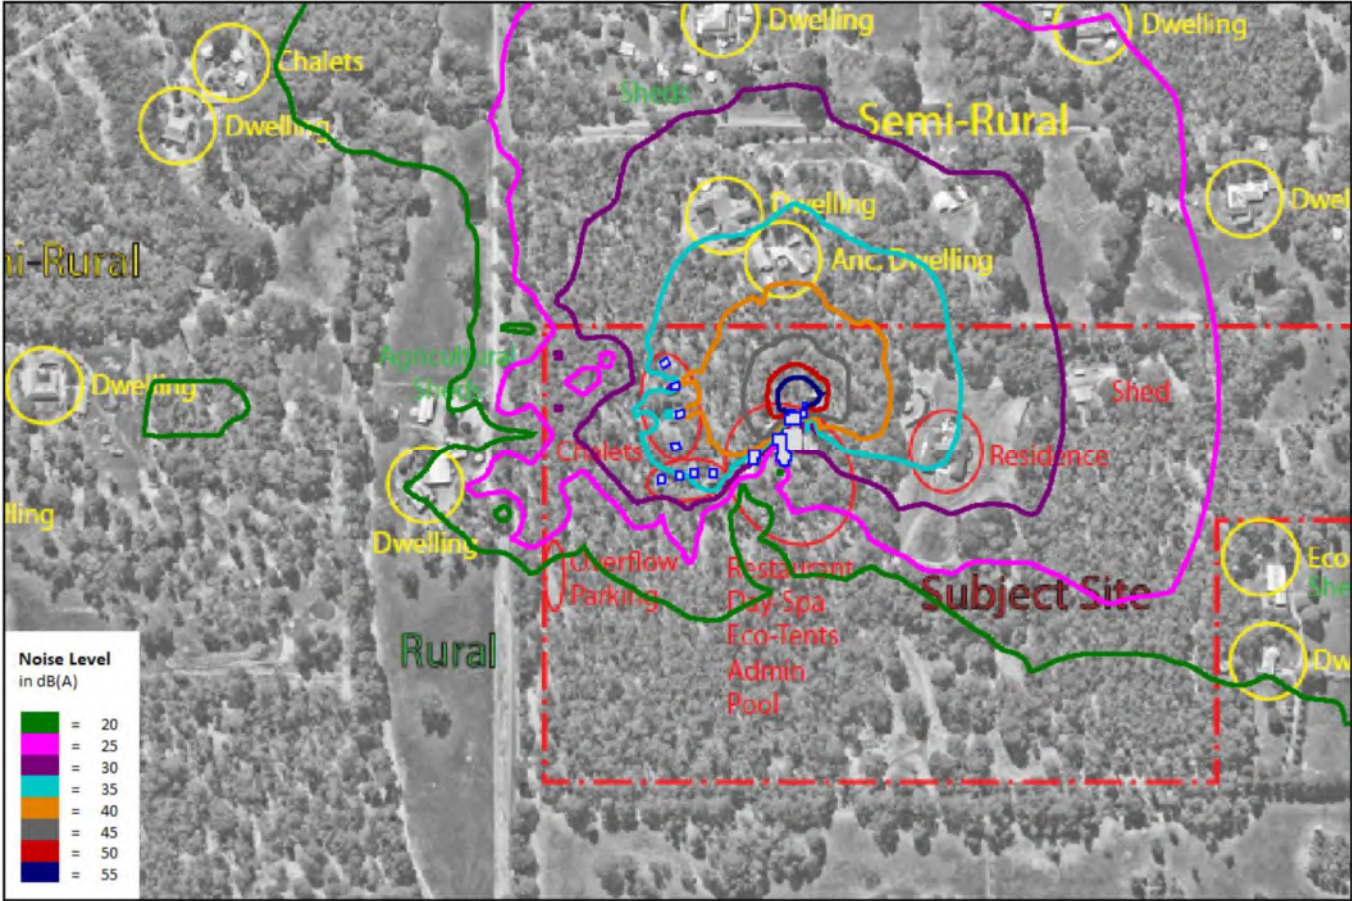 Dwelling
Dwelling
Chalets
Sheds
Dwelling
Semi-Rural
Dwelling
Dwel
Anc. Dwelling
ni-Rural
Agricultural
Sheds
Dwelling
Shed
Chalets
Residence
lling
Dwelling
Overflow
Parking
Restaurant
Day-Spa
Eco-Tents
Admin
Pool
Subject Site
Eco
She
Rural
Dw
Noise Level
in dB(A)
= 20
= 25
= 30
= 35
= 40
= 45
= 50
= 55